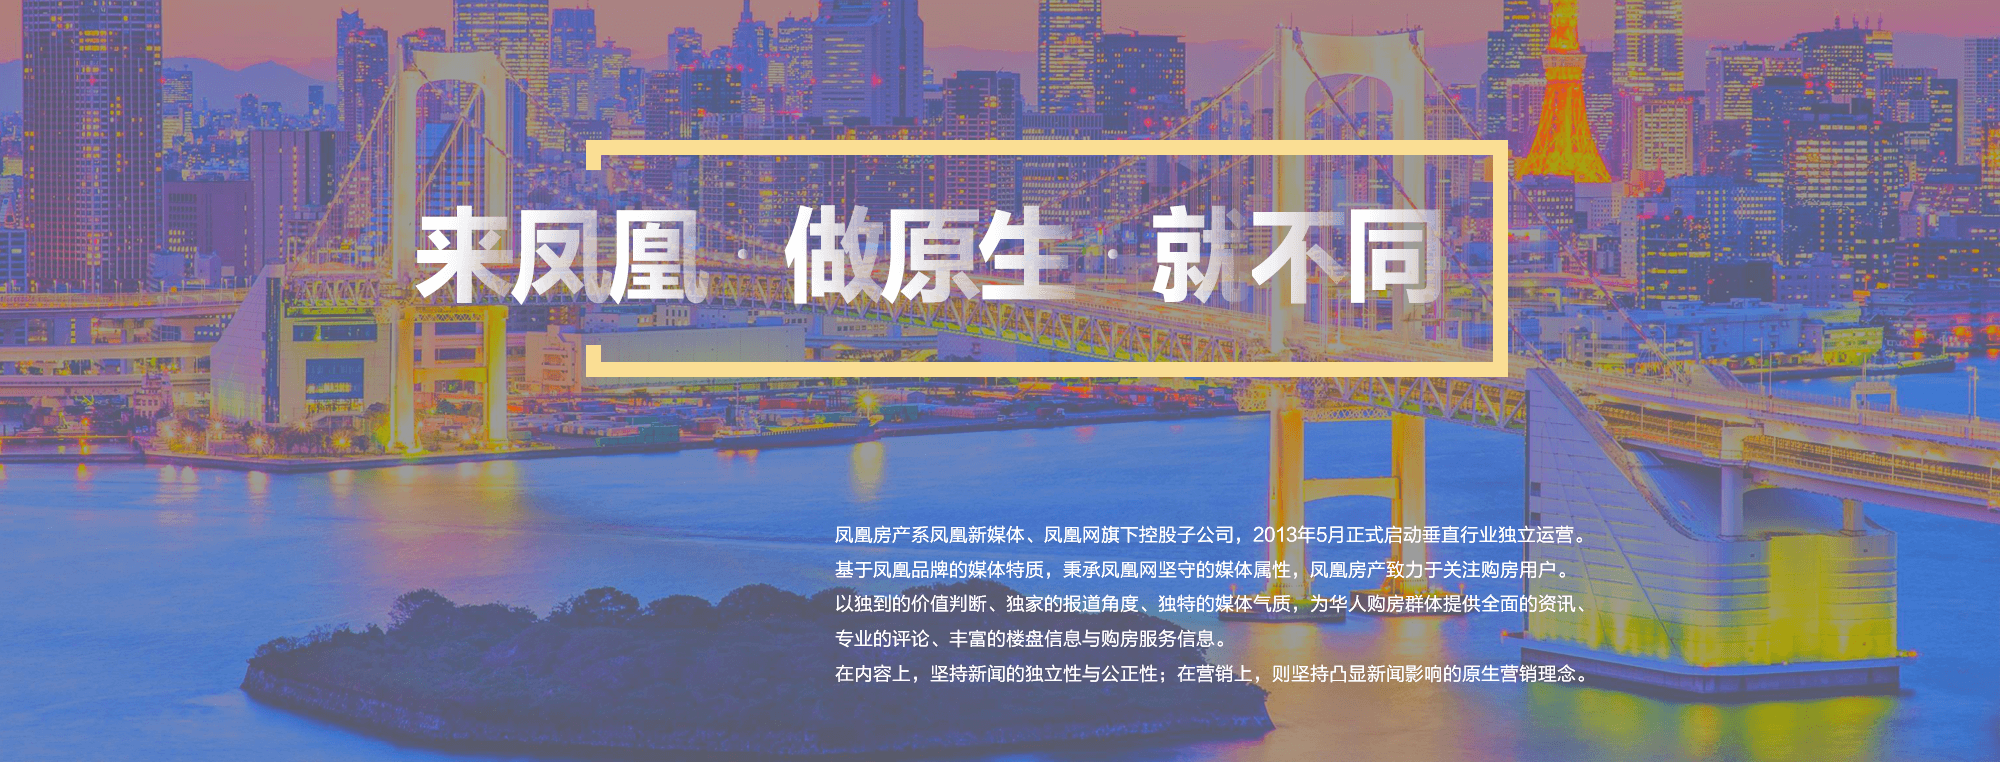 来凤凰·做原生·就不同
凤凰房产系凤凰新媒体、凤凰网旗下控股子公司，2013年5月正式启动垂直行业独立运营。
基于凤凰品牌的媒体特质，秉承凤凰网坚守的媒体属性，凤凰房产致力于关注购房用户。
以独到的价值判断、独家的报道角度、独特的媒体气质，为华人购房群体提供全面的资讯、
专业的评论、丰富的楼盘信息与购房服务信息。
在内容上，坚持新闻的独立性与公正性；在营销上，则坚持凸显新闻影响的原生营销理念。